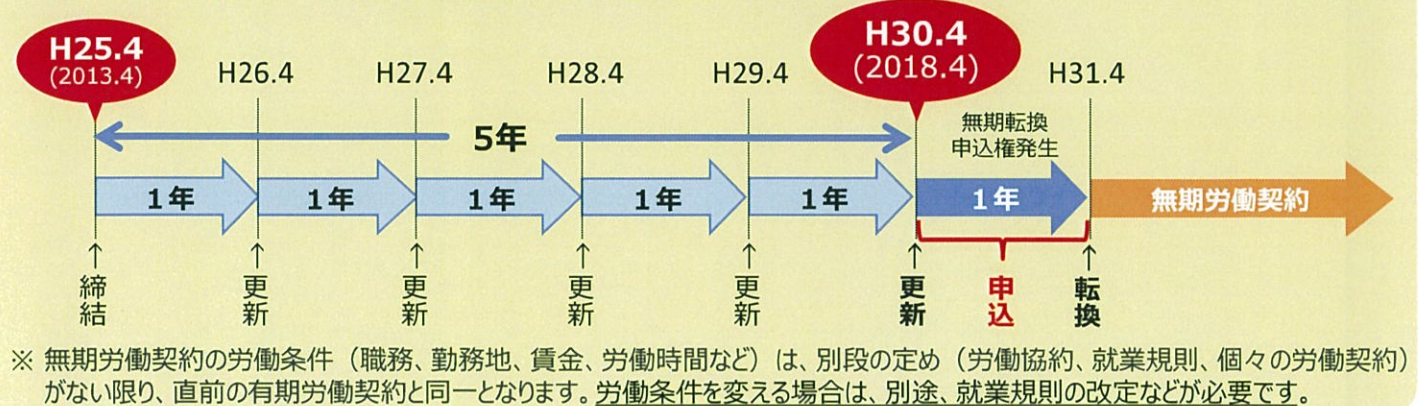 H25.4
(2013.4)
H26.4
H27.4
H28.4
H29.4
H30.4
(2018.4)
H31.4
5年
無期転換
申込権発生
1年
1年
1年
1年
1年
1年
無期労働契約
↑
締結
↑
更新
↑
更新
↑
更新
↑
更新
↑
更新
申込
↑
転換
※ 無期労働契約の労働条件（職務、勤務地、賃金、労働時間など）は、別段の定め（労働協約、就業規則、個々の労働契約）
がない限り、直前の有期労働契約と同一となります。労働条件を変える場合は、別途、就業規則の改定などが必要です。